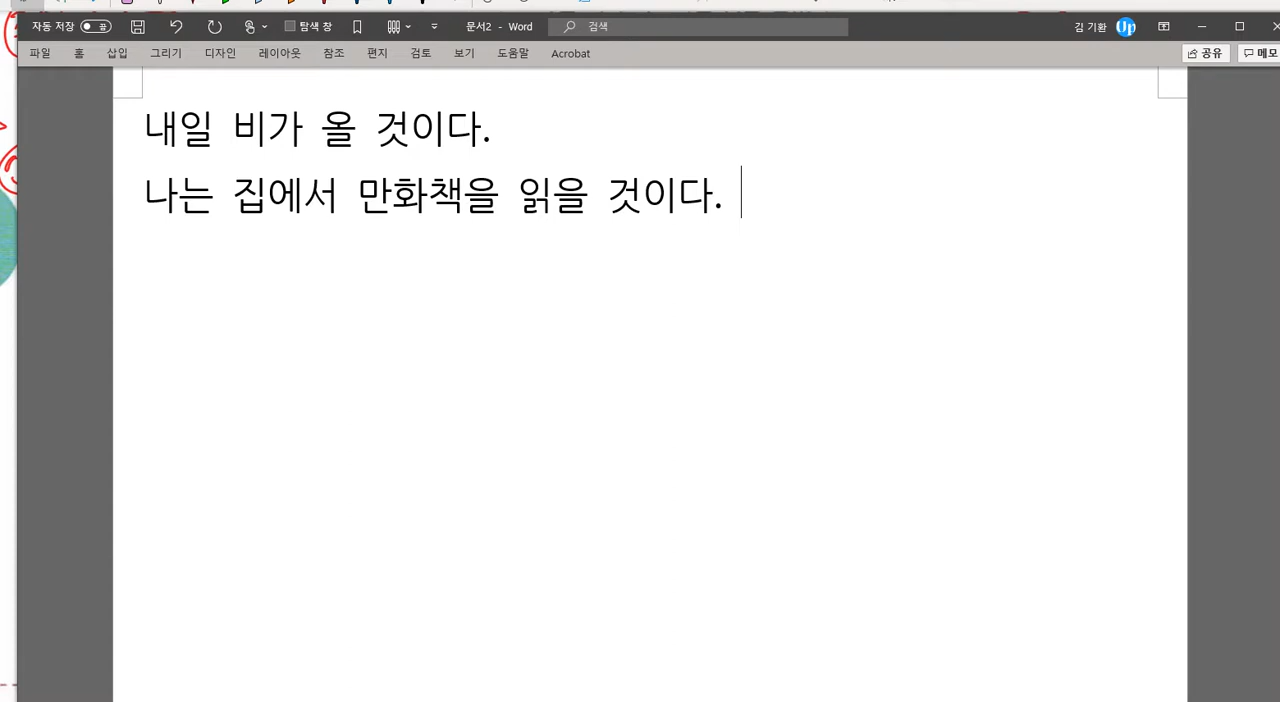 자동 저장 끔 탐색 창 문서2 - Word 검색 김 기환 Up
파일 홈 삽입 그리기 디자인 레이아웃 참조 편지 검토 보기 도움말 Acrobat 공유 메모
내일 비가 올 것이다.
나는 집에서 만화책을 읽을 것이다.